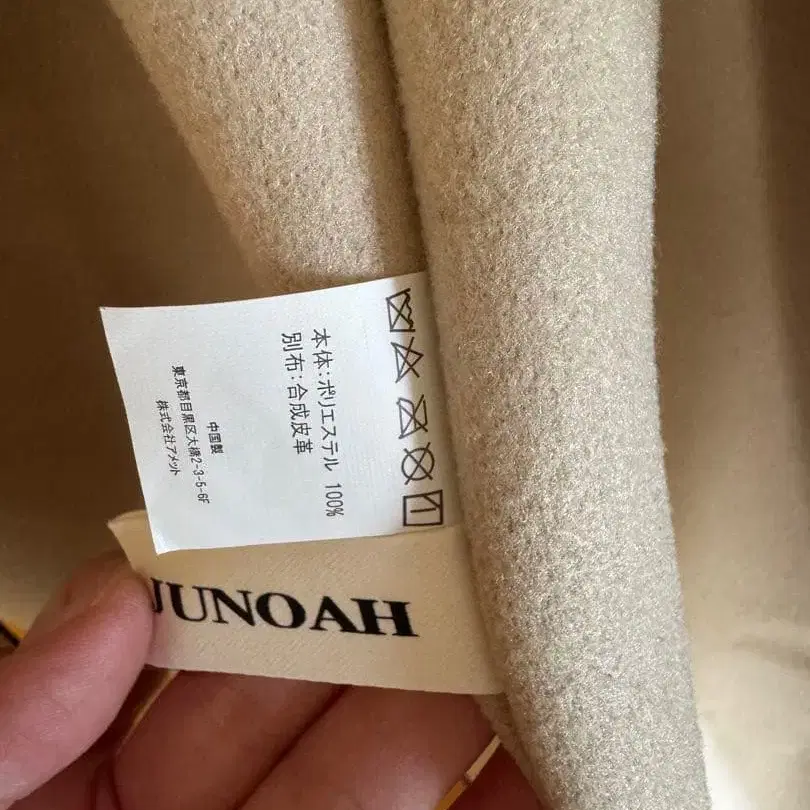 本体:ポリエステル 100%
別布:合成皮革
中国製
東京都目黒区大橋2-3-5-6F
株式会社アメット
JUNOAH